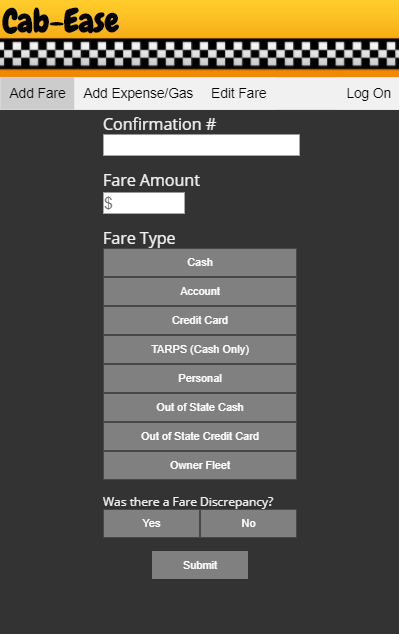 Cab-Ease
Add Fare Add Expense/Gas Edit Fare Log On
Confirmation #
Fare Amount
$
Fare Type
Cash
Account
Credit Card
TARPS (Cash Only)
Personal
Out of State Cash
Out of State Credit Card
Owner Fleet
Was there a Fare Discrepancy?
Yes No
Submit